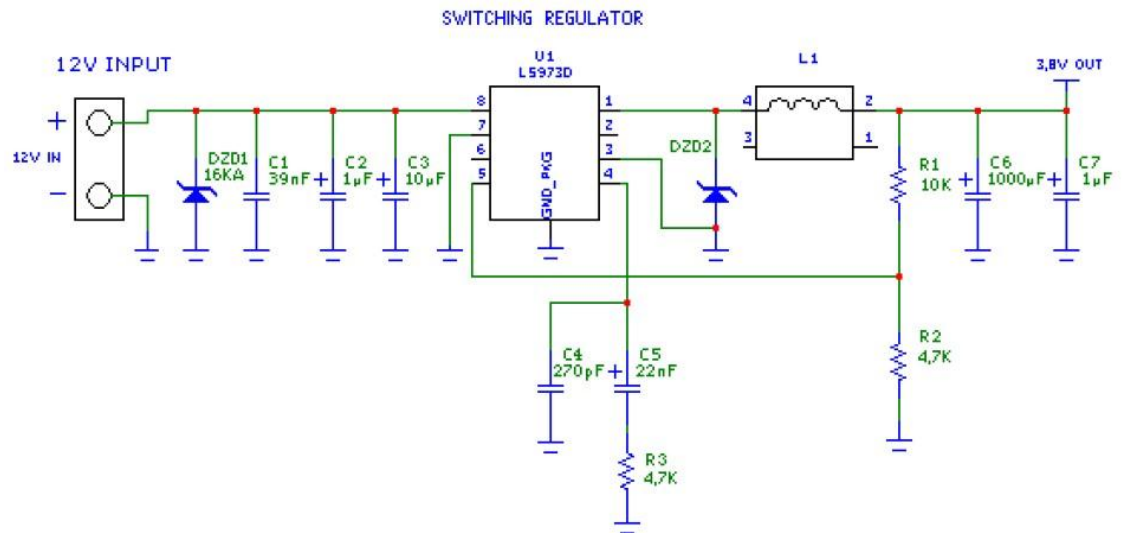 SWITCHING REGULATOR
12V INPUT
+
12V IN
-
DZD1
16KA
C1
39nF
+
C2
1µF
+
C3
10µF
U1
L5973D
8
7
6
5
1
2
3
4
GND_PKG
DZD2
L1
4
3
2
1
3,8V OUT
R1
10K
+
C6
1000µF
+
C7
1µF
C4
270pF
+
C5
22nF
R2
4,7K
R3
4,7K